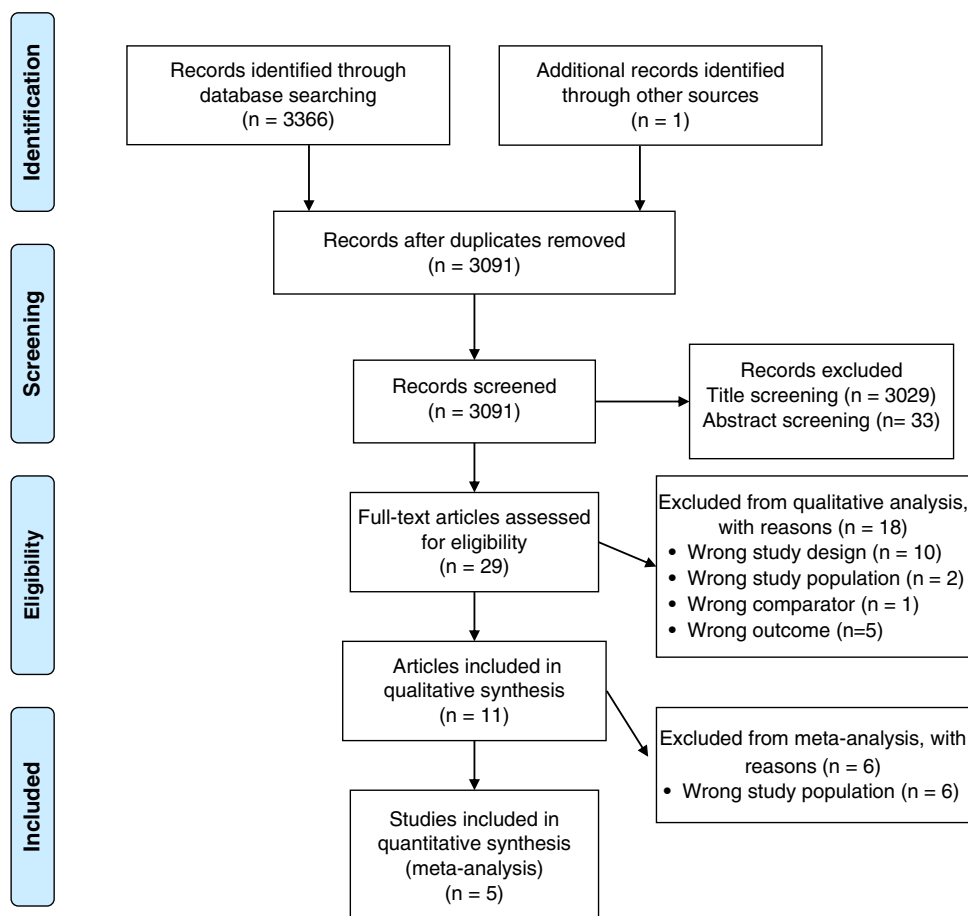 Identification
Records identified through
database searching
(n = 3366)
Additional records identified
through other sources
(n = 1)
Records after duplicates removed
(n = 3091)
Screening
Records screened
(n = 3091)
Records excluded
Title screening (n = 3029)
Abstract screening (n= 33)
Eligibility
Full-text articles assessed
for eligibility
(n = 29)
Excluded from qualitative analysis,
with reasons (n = 18)
• Wrong study design (n = 10)
• Wrong study population (n = 2)
• Wrong comparator (n = 1)
• Wrong outcome (n=5)
Articles included in
qualitative synthesis
(n = 11)
Included
Excluded from meta-analysis, with
reasons (n = 6)
• Wrong study population (n = 6)
Studies included in
quantitative synthesis
(meta-analysis)
(n = 5)